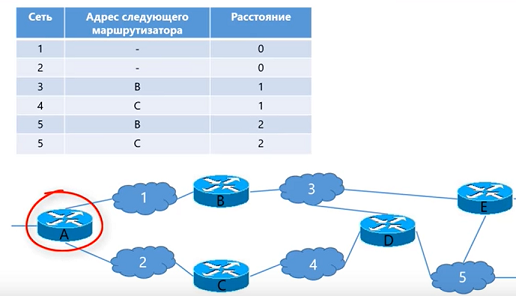 Сеть Адрес следующего маршрутизатора Расстояние
1 - 0
2 - 0
3 B 1
4 C 1
5 B 2
5 C 2
1 B 3 E
A D
2 C 4 5